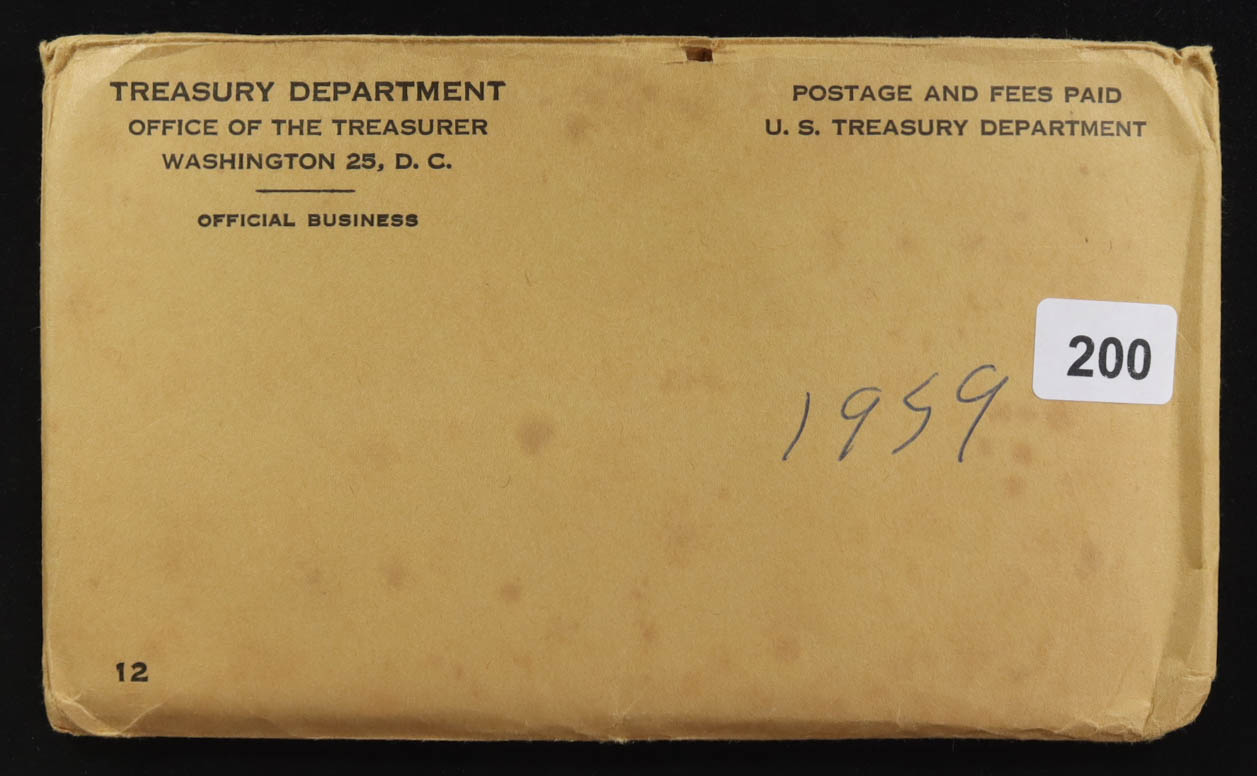 TREASURY DEPARTMENT
OFFICE OF THE TREASURER
WASHINGTON 25, D. C.
OFFICIAL BUSINESS
POSTAGE AND FEES PAID
U. S. TREASURY DEPARTMENT
200
1959
12